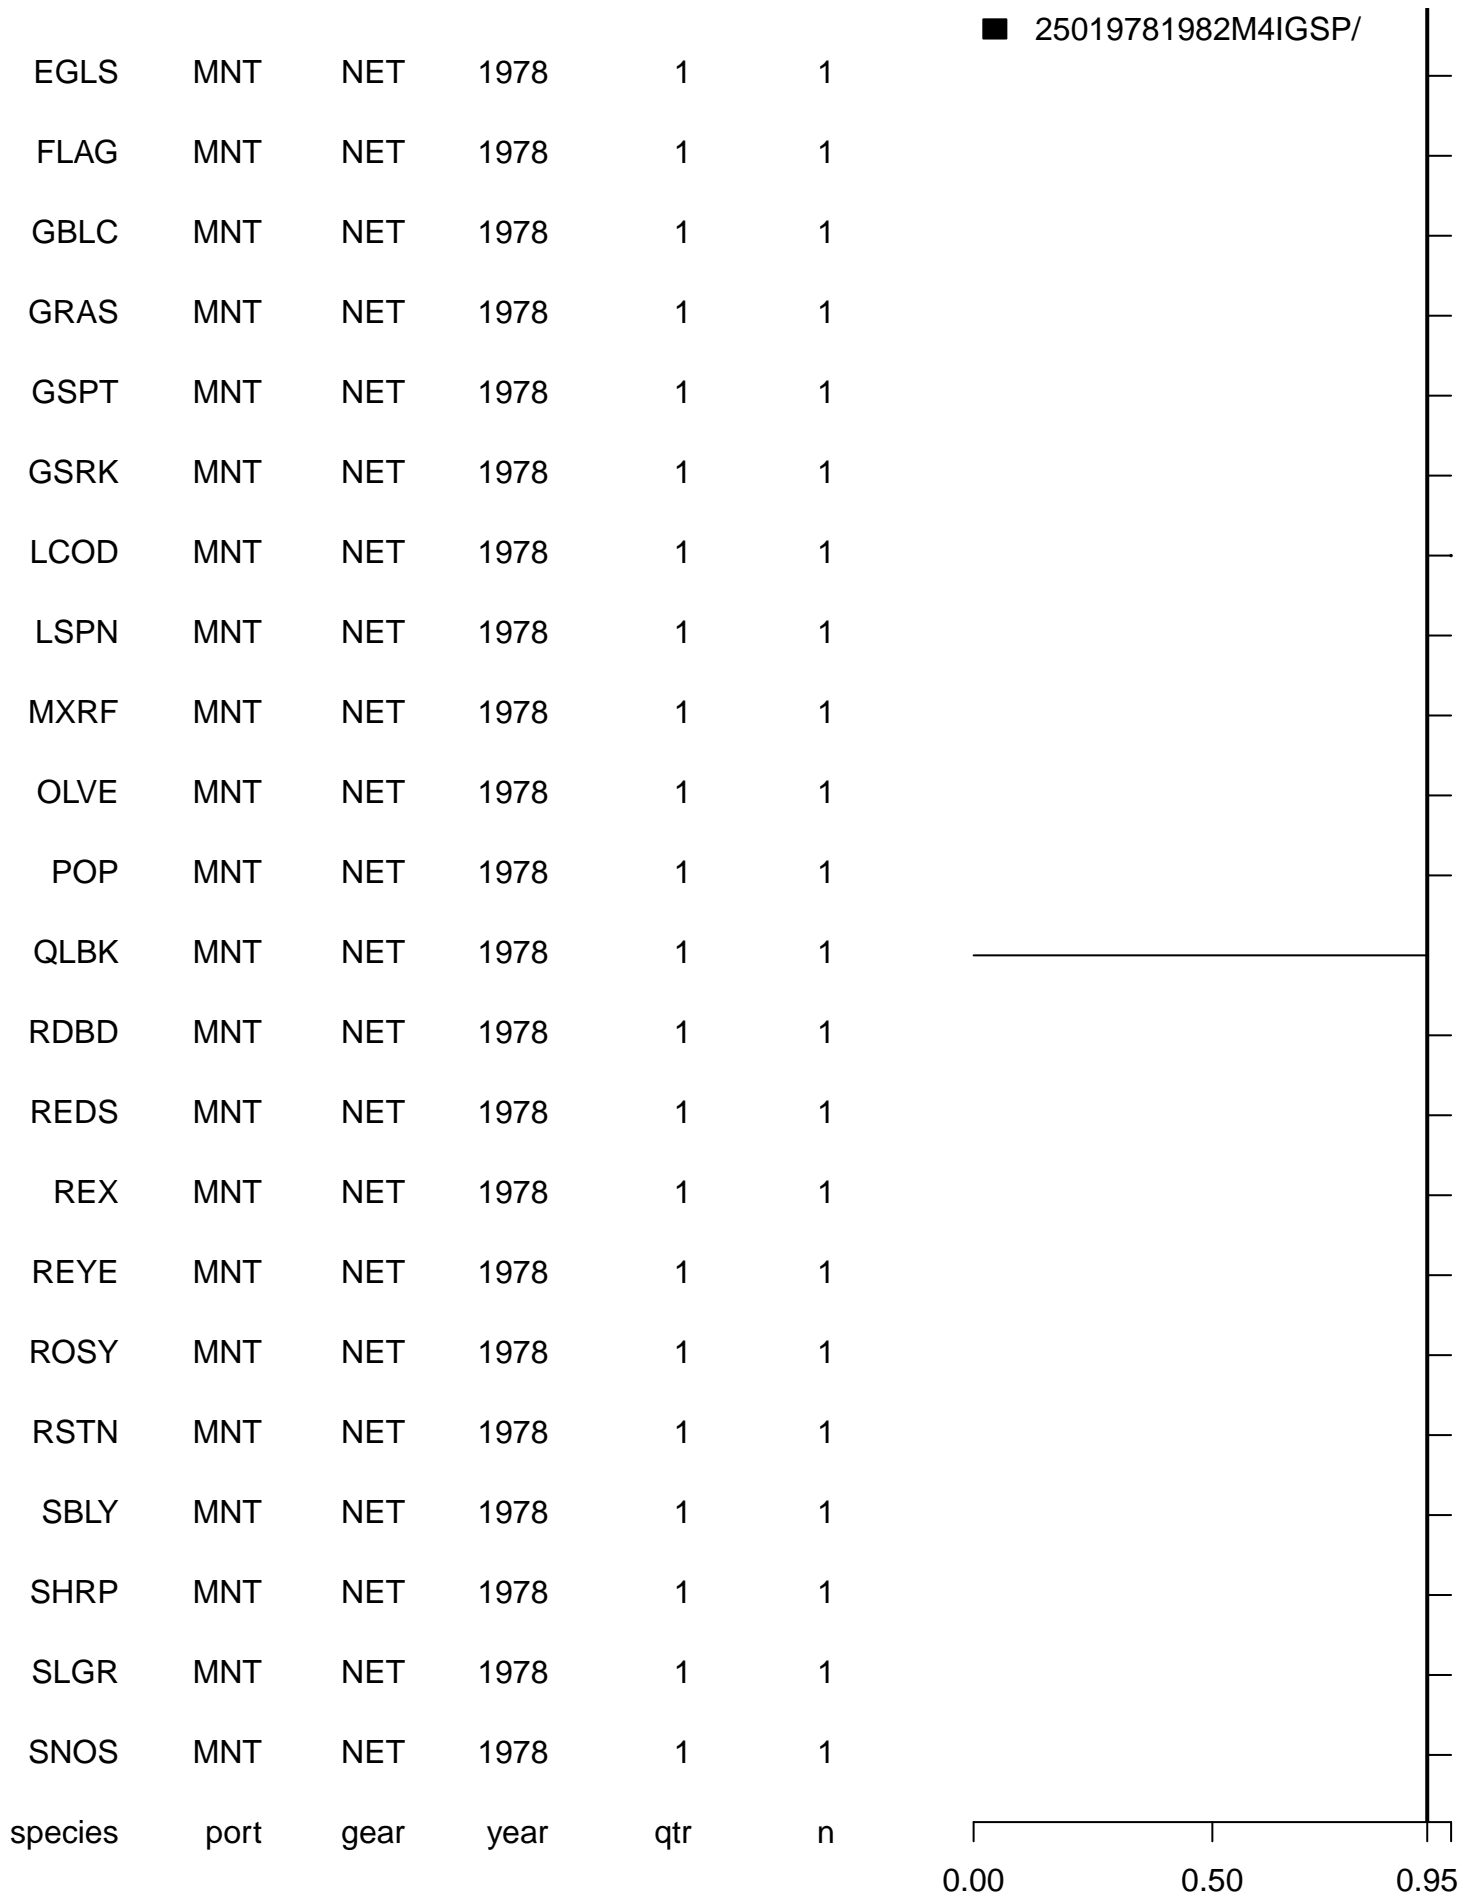 25019781982M4IGSP/
EGLS MNT NET 1978 1 1
FLAG MNT NET 1978 1 1
GBLC MNT NET 1978 1 1
GRAS MNT NET 1978 1 1
GSPT MNT NET 1978 1 1
GSRK MNT NET 1978 1 1
LCOD MNT NET 1978 1 1
LSPN MNT NET 1978 1 1
MXRF MNT NET 1978 1 1
OLVE MNT NET 1978 1 1
POP MNT NET 1978 1 1
QLBK MNT NET 1978 1 1
RDBD MNT NET 1978 1 1
REDS MNT NET 1978 1 1
REX MNT NET 1978 1 1
REYE MNT NET 1978 1 1
ROSY MNT NET 1978 1 1
RSTN MNT NET 1978 1 1
SBLY MNT NET 1978 1 1
SHRP MNT NET 1978 1 1
SLGR MNT NET 1978 1 1
SNOS MNT NET 1978 1 1
species port gear year qtr n
0.00 0.50 0.95